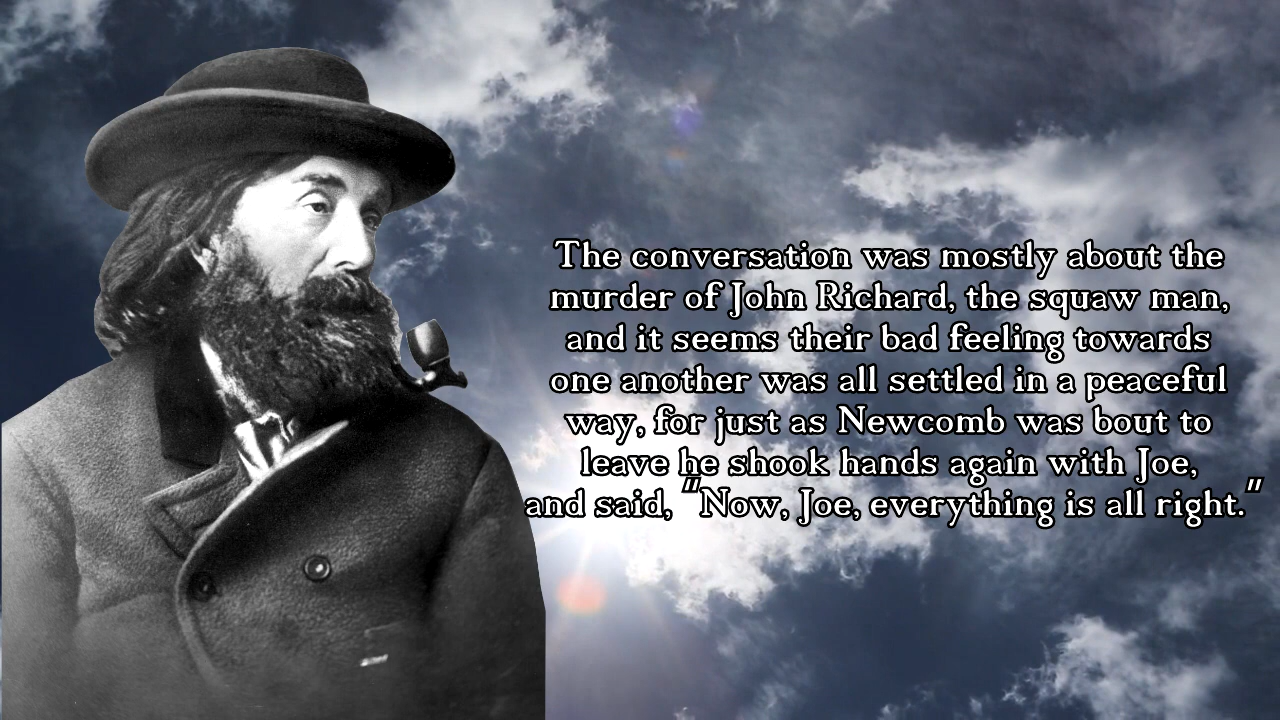 The conversation was mostly about the
murder of John Richard, the squaw man,
and it seems their bad feeling towards
one another was all settled in a peaceful
way, for just as Newcomb was bout to
leave he shook hands again with Joe,
and said, "Now, Joe, everything is all right."